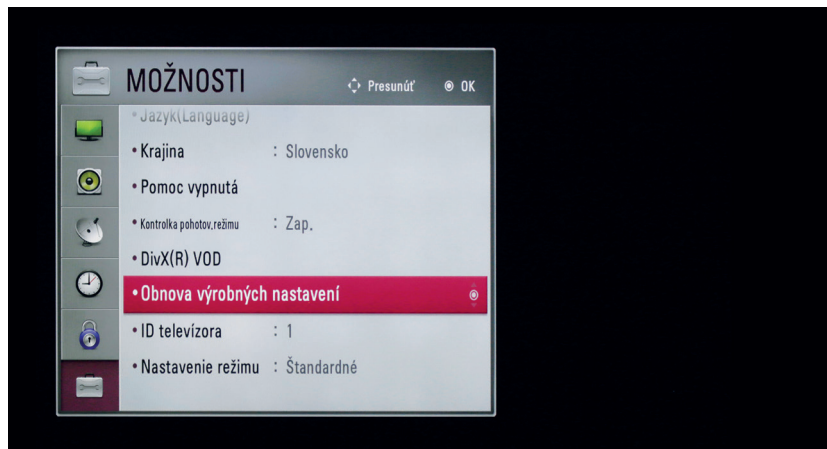 MOŽNOSTI
Presunúť OK
Jazyk(Language)
Krajina : Slovensko
Pomoc vypnutá
Kontrolka pohotov.režimu : Zap.
DivX(R) VOD
Obnova výrobných nastavení
ID televízora : 1
Nastavenie režimu : Štandardné